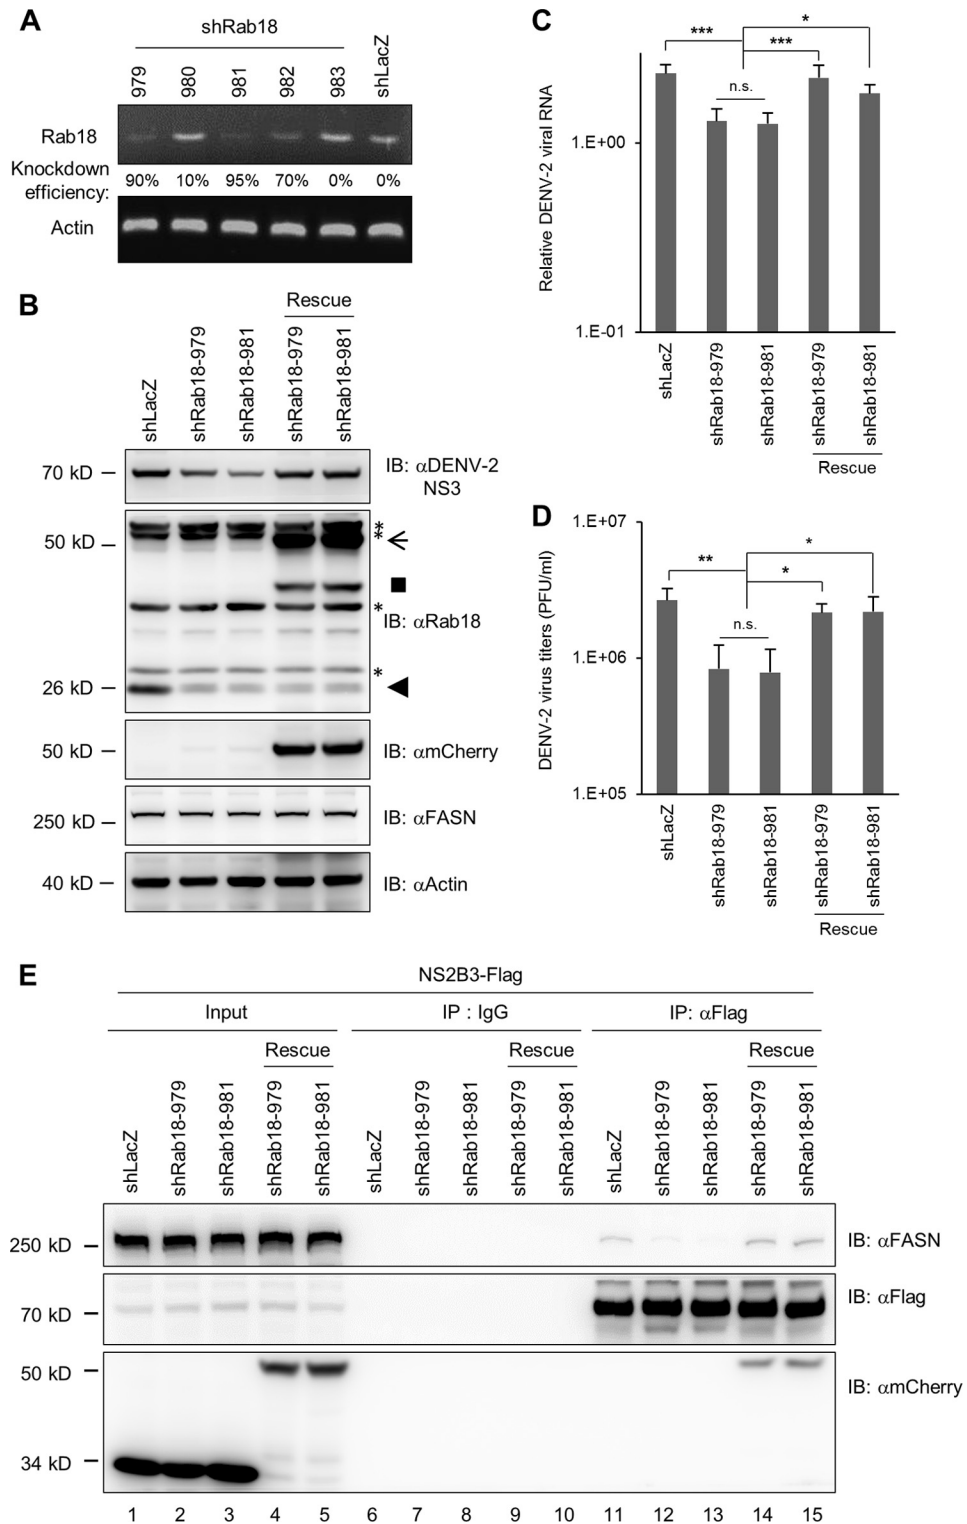 A
shRab18
979
980
981
982
983
shLacZ
Rab18
Knockdown
efficiency:
90% 10% 95% 70% 0% 0%
Actin
B
Rescue
shLacZ
shRab18-979
shRab18-981
shRab18-979
shRab18-981
70 kD
IB: αDENV-2
NS3
*
*
50 kD
*
IB: αRab18
*
26 kD
50 kD
IB: αmCherry
250 kD
IB: αFASN
40 kD
IB: αActin
C
Relative DENV-2 viral RNA
*
***
***
n.s.
1.E+00
1.E-01
shLacZ
shRab18-979
shRab18-981
shRab18-979
shRab18-981
Rescue
D
DENV-2 virus titers (PFU/ml)
1.E+07
*
**
*
n.s.
1.E+06
1.E+05
shLacZ
shRab18-979
shRab18-981
shRab18-979
shRab18-981
Rescue
E
NS2B3-Flag
Input
IP : IgG
IP: αFlag
Rescue
Rescue
Rescue
shLacZ
shRab18-979
shRab18-981
shRab18-979
shRab18-981
shLacZ
shRab18-979
shRab18-981
shRab18-979
shRab18-981
shLacZ
shRab18-979
shRab18-981
shRab18-979
shRab18-981
250 kD
IB: αFASN
70 kD
IB: αFlag
50 kD
IB: αmCherry
34 kD
1 2 3 4 5 6 7 8 9 10 11 12 13 14 15